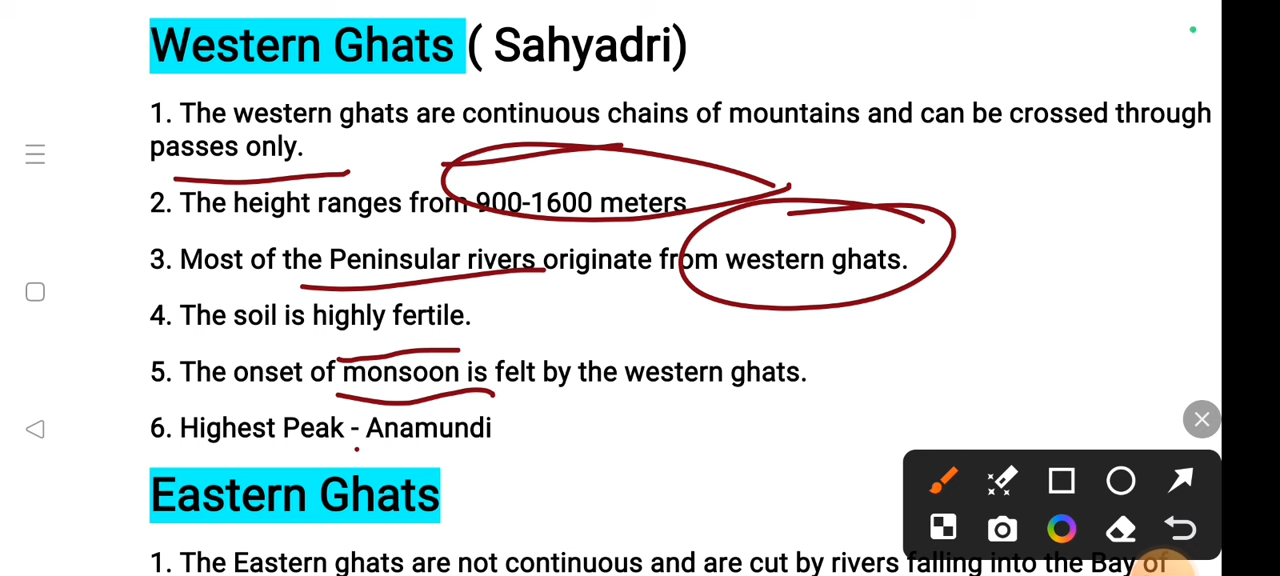 Western Ghats ( Sahyadri)
1. The western ghats are continuous chains of mountains and can be crossed through
passes only.
2. The height ranges from 900-1600 meters
3. Most of the Peninsular rivers originate from western ghats.
4. The soil is highly fertile.
5. The onset of monsoon is felt by the western ghats.
6. Highest Peak - Anamundi
Eastern Ghats
1. The Eastern ghats are not continuous and are cut by rivers falling into the Bay of